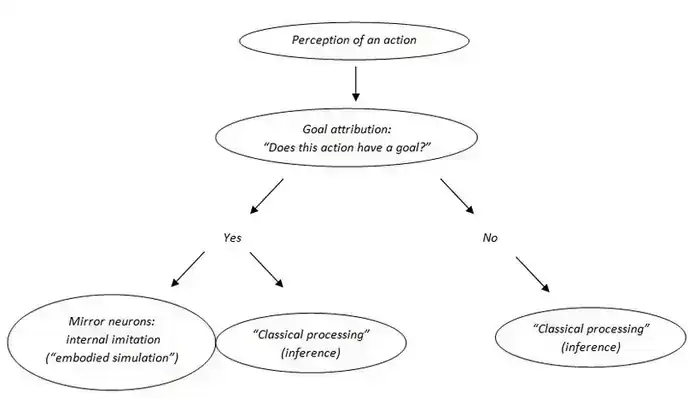 Perception of an action
Goal attribution:
“Does this action have a goal?”
Yes
No
Mirror neurons:
internal imitation
(“embodied simulation”)
“Classical processing”
(inference)
“Classical processing”
(inference)